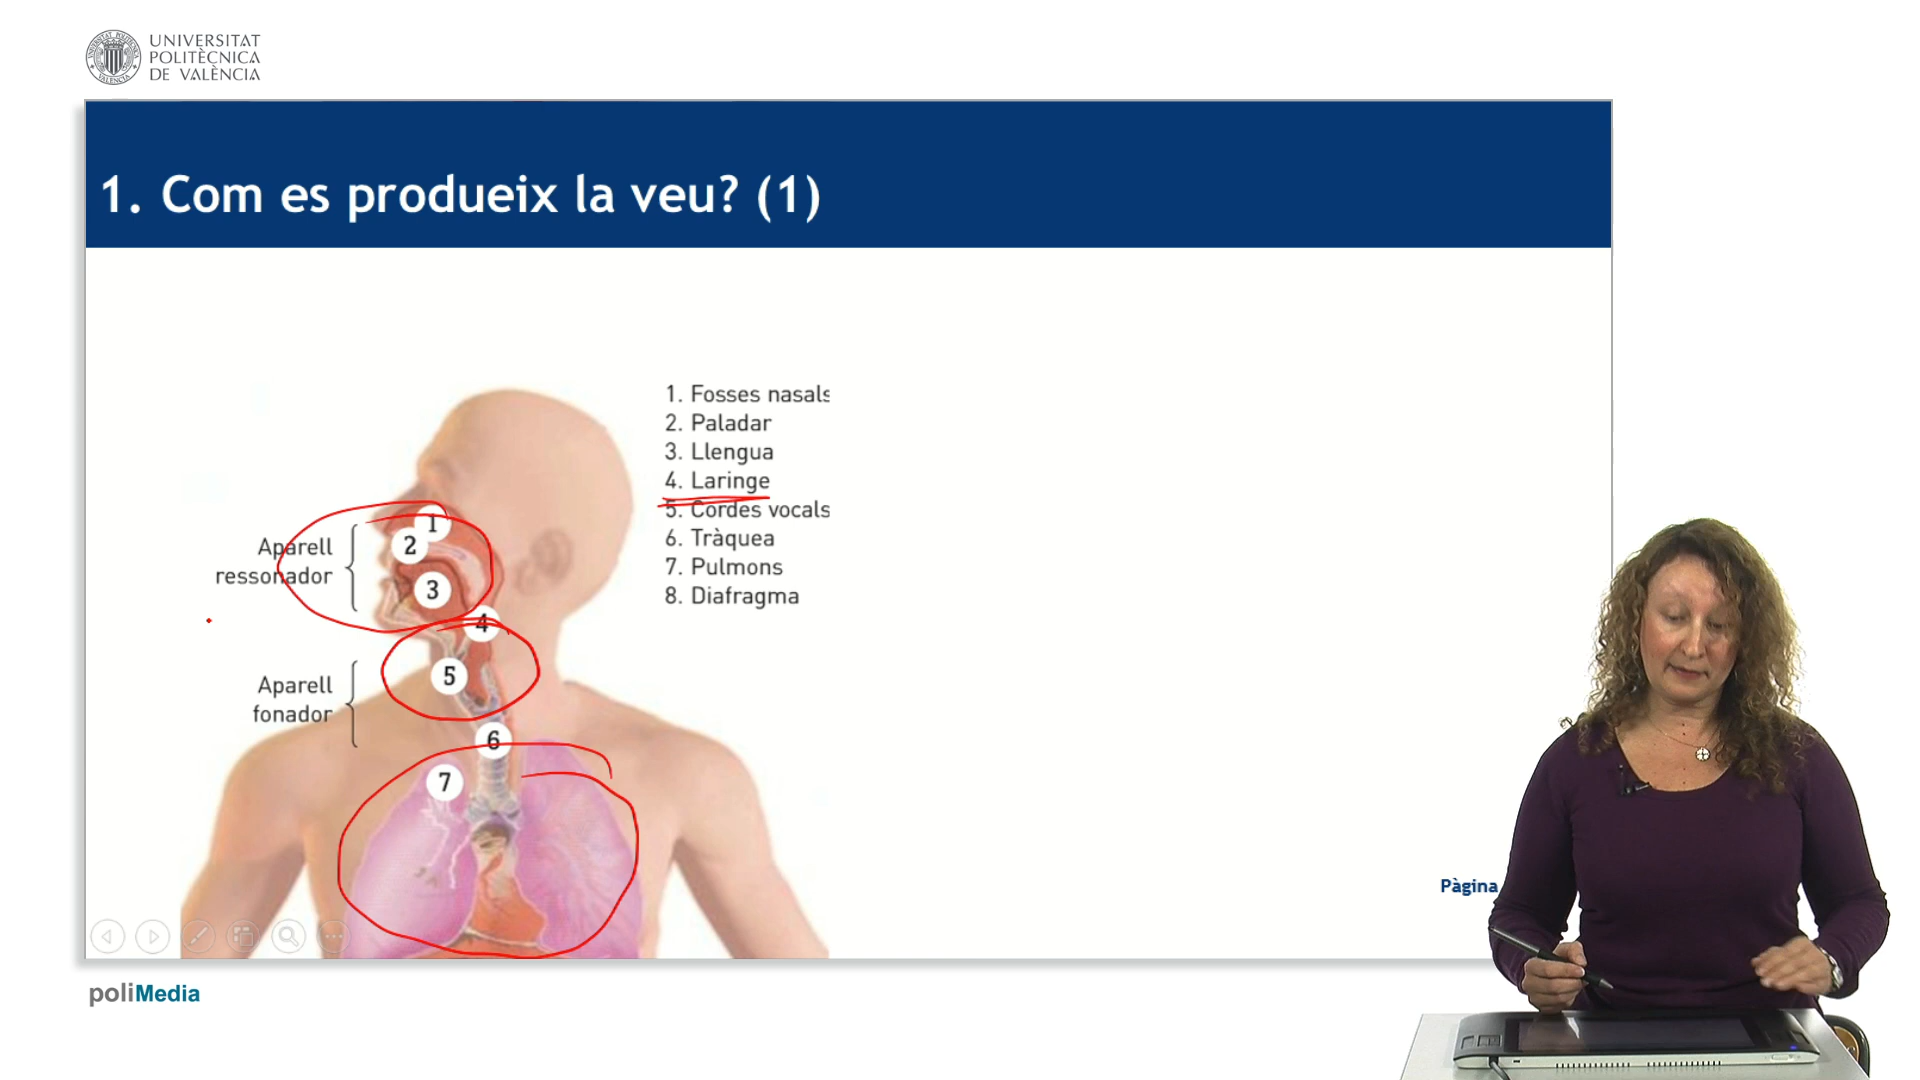 UNIVERSITAT
POLITÈCNICA
DE VALÈNCIA
1. Com es produeix la veu? (1)
1. Fosses nasals
2. Paladar
3. Llengua
4. Laringe
5. Cordes vocals
6. Tràquea
7. Pulmons
8. Diafragma
Aparell
ressonador
Aparell
fonador
1
2
3
4
5
6
7
Pàgina
poliMedia